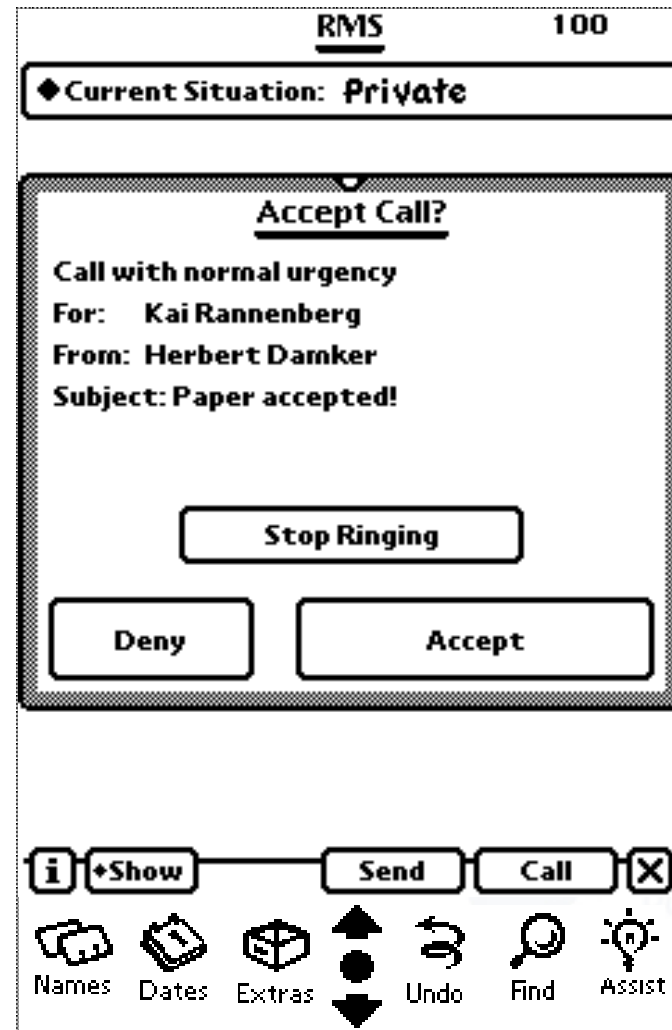 RMS 100
◆Current Situation: Private
Accept Call?
Call with normal urgency
For: Kai Rannenberg
From: Herbert Damker
Subject: Paper accepted!
Stop Ringing
Deny Accept
i ◆Show Send Call X
Names Dates Extras Undo Find Assist